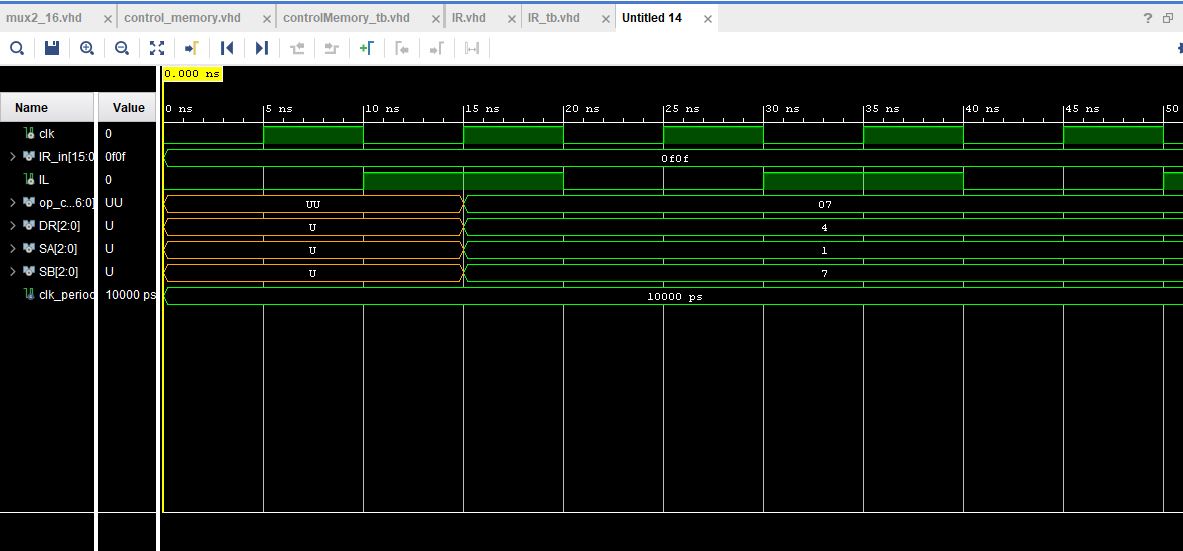 mux2_16.vhd × control_memory.vhd × controlMemory_tb.vhd × IR.vhd × IR_tb.vhd × Untitled 14 × ?
0.000 ns
Name Value 0 ns 5 ns 10 ns 15 ns 20 ns 25 ns 30 ns 35 ns 40 ns 45 ns 50
clk 0
IR_in[15:0 0f0f 0f0f
IL 0
op_c...6:0] UU UU 07
DR[2:0] U U 4
SA[2:0] U U 1
SB[2:0] U U 7
clk_period 10000 ps 10000 ps